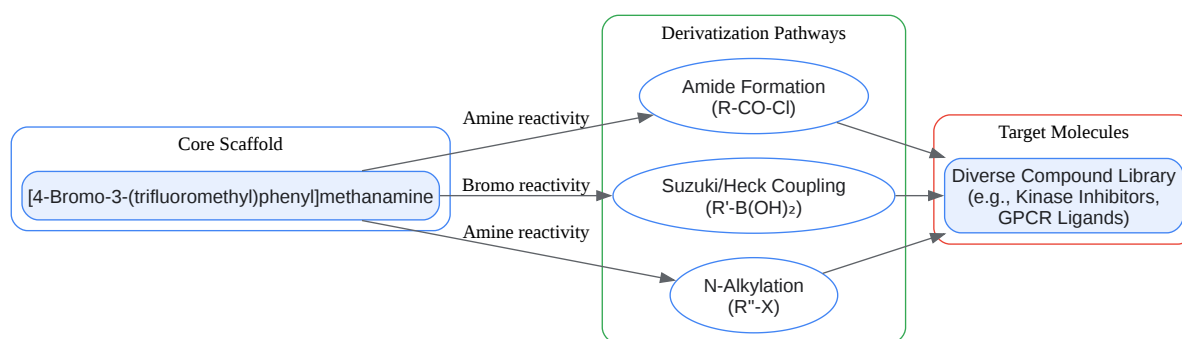 Derivatization Pathways
Amide Formation
(R-CO-Cl)
Amine reactivity
Core Scaffold
Target Molecules
[4-Bromo-3-(trifluoromethyl)phenyl]methanamine
Bromo reactivity
Suzuki/Heck Coupling
(R'-B(OH)₂)
Diverse Compound Library
(e.g., Kinase Inhibitors,
GPCR Ligands)
Amine reactivity
N-Alkylation
(R"-X)